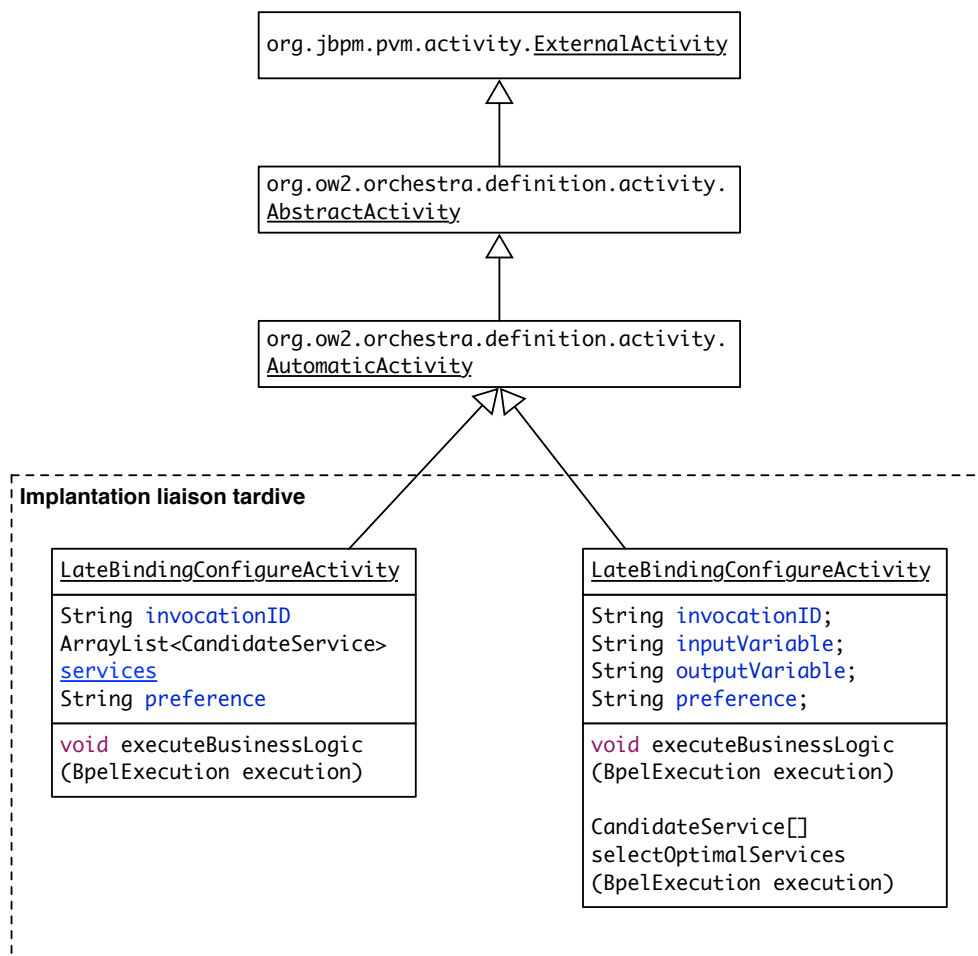 org.jbpm.pvm.activity.ExternalActivity
org.ow2.orchestra.definition.activity.
AbstractActivity
org.ow2.orchestra.definition.activity.
AutomaticActivity
Implantation liaison tardive
LateBindingConfigureActivity
String invocationID
ArrayList<CandidateService>
services
String preference
void executeBusinessLogic
(BpelExecution execution)
LateBindingConfigureActivity
String invocationID;
String inputVariable;
String outputVariable;
String preference;
void executeBusinessLogic
(BpelExecution execution)
CandidateService[]
selectOptimalServices
(BpelExecution execution)